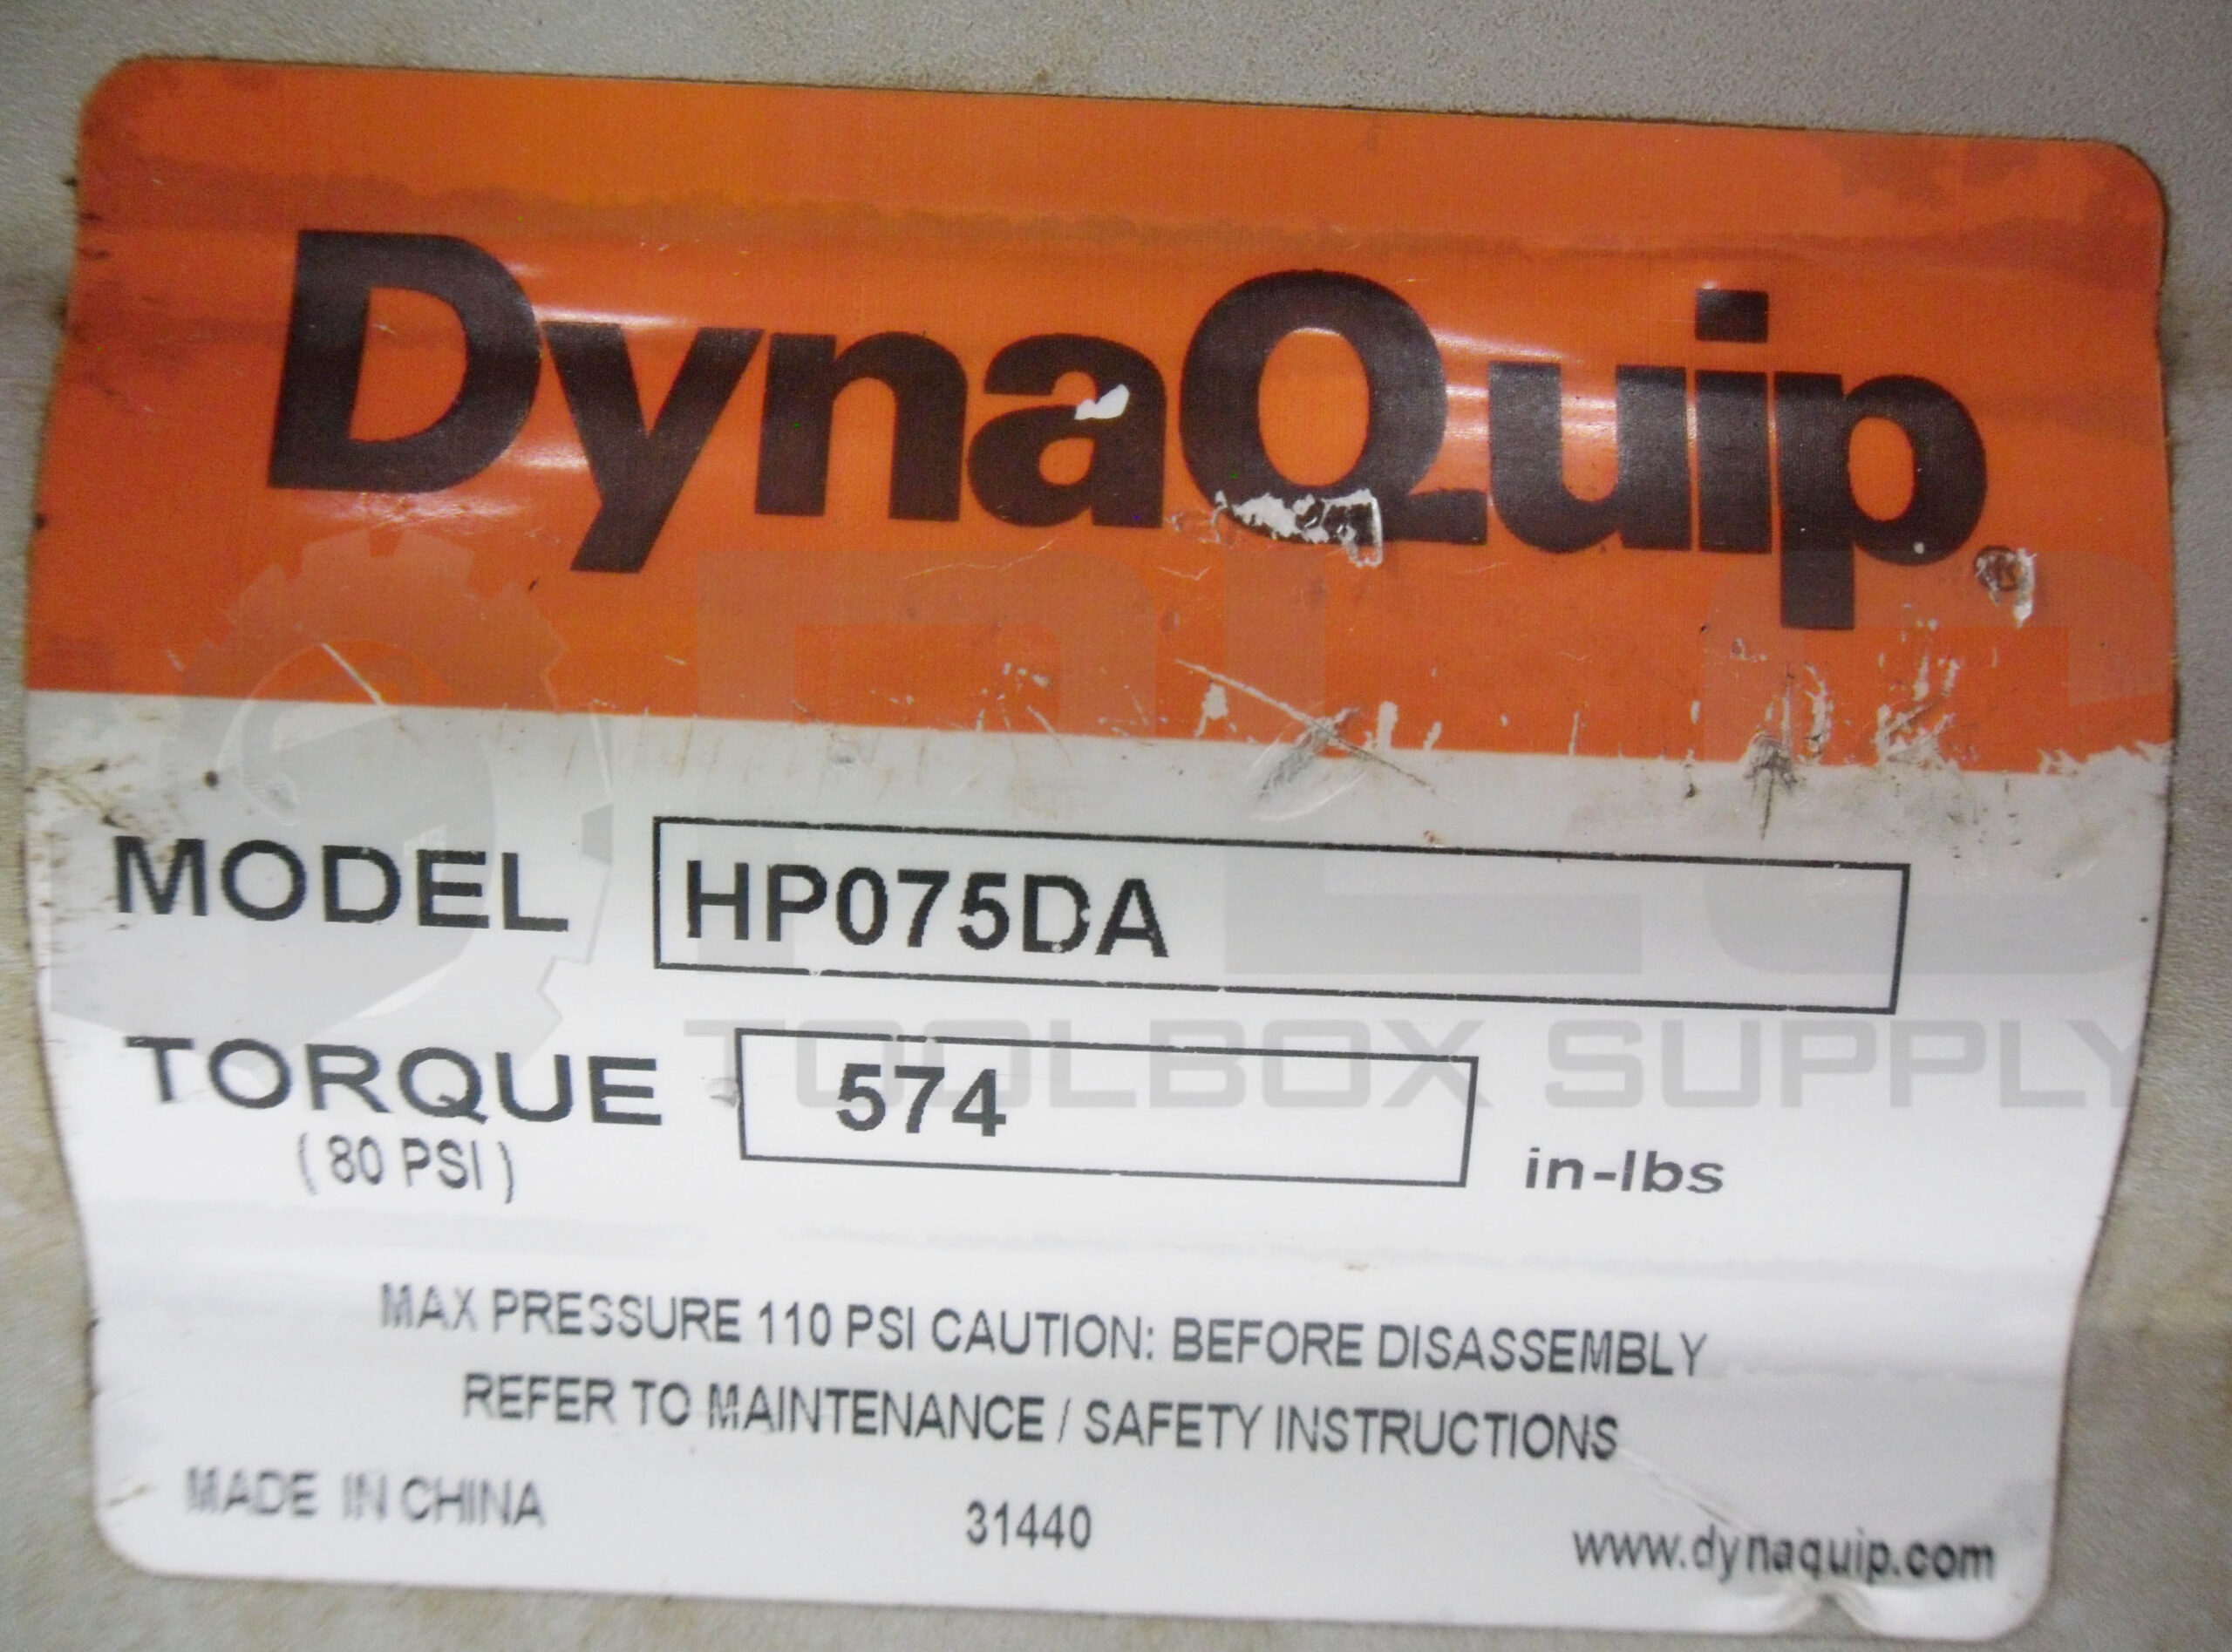 DynaQuip®
MODEL HP075DA
TORQUE 574 in-lbs
(80 PSI)
MAX PRESSURE 110 PSI CAUTION: BEFORE DISASSEMBLY
REFER TO MAINTENANCE / SAFETY INSTRUCTIONS
MADE IN CHINA 31440 www.dynaquip.com
PLC
TOOLBOX SUPPLY